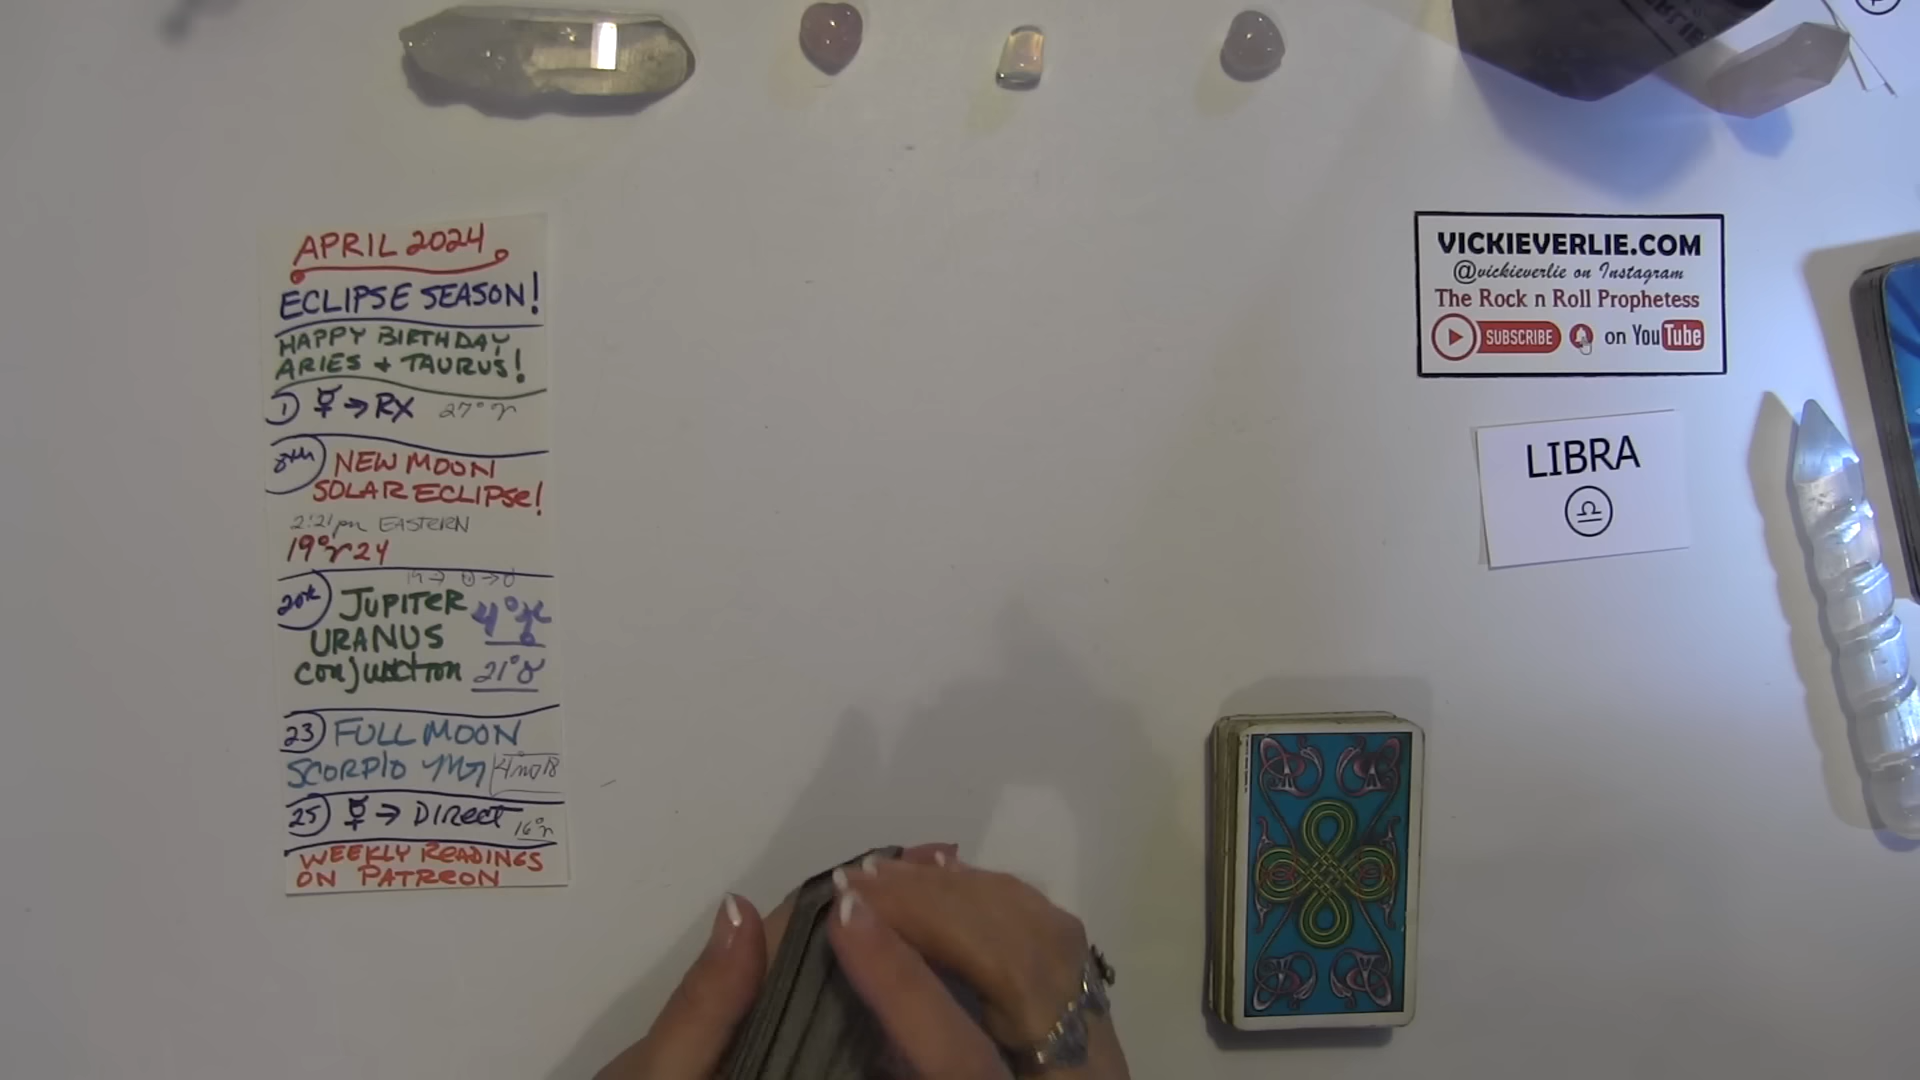 APRIL 2024
ECLIPSE SEASON!
HAPPY BIRTHDAY
ARIES + TAURUS!
① ☿ → RX 27° ♈
8th NEW MOON
SOLAR ECLIPSE!
2:21pm EASTERN
19° ♈ 24
20th JUPITER
URANUS
conjunction 21° ♉
23 FULL MOON
SCORPIO ♏
25 ☿ → DIRECT 16° ♈
WEEKLY READINGS
ON PATREON
VICKIEVERLIE.COM
@vickieverlie on Instagram
The Rock n Roll Prophetess
SUBSCRIBE on YouTube
LIBRA
♎